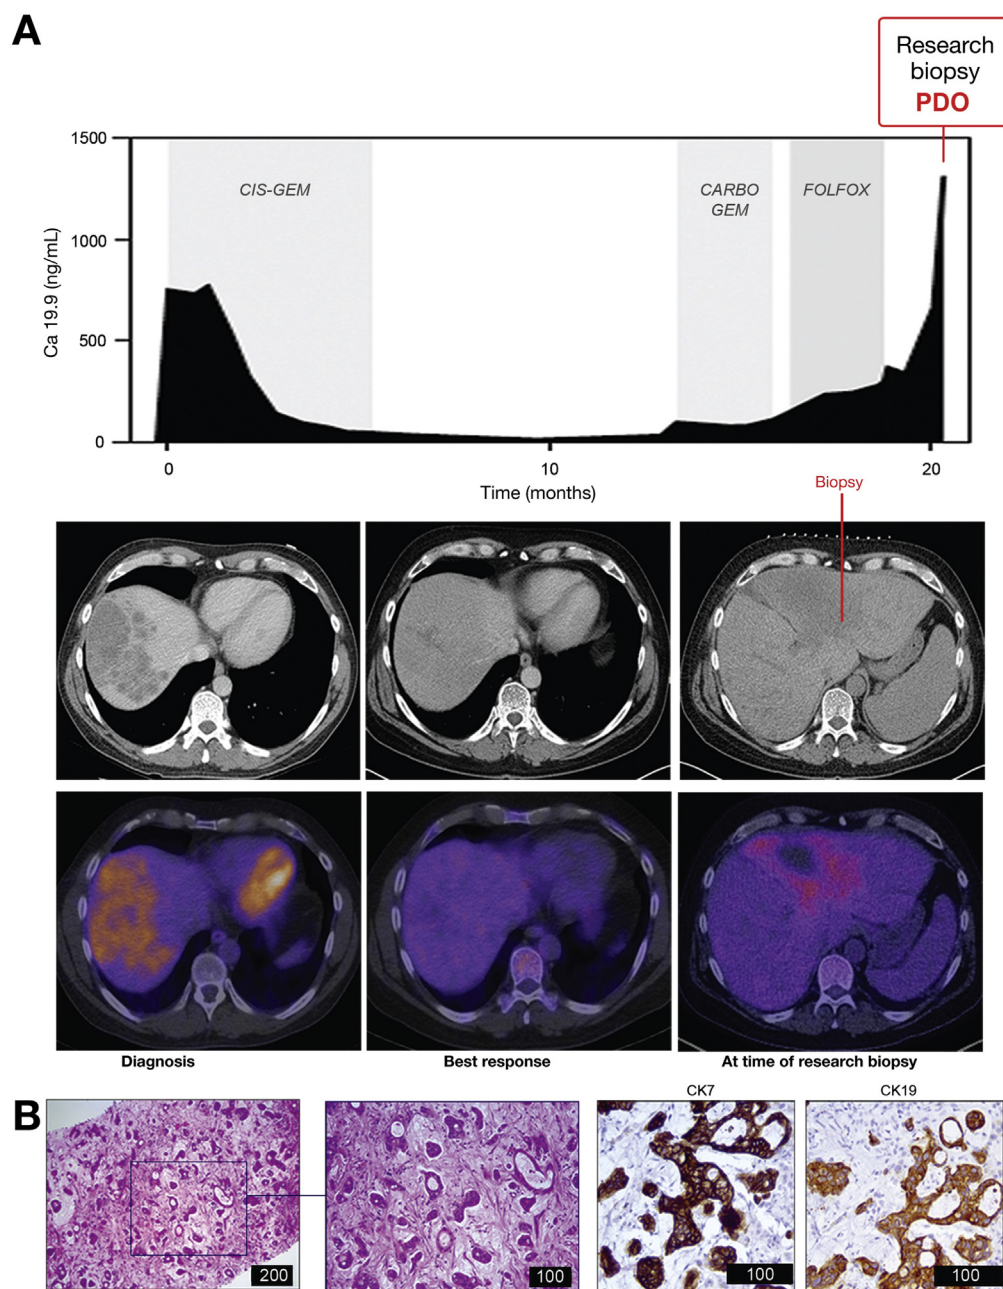 A
Research
biopsy
PDO
1500
1000
500
0
Ca 19.9 (ng/mL)
CIS-GEM
CARBO
GEM
FOLFOX
0
10
20
Time (months)
Biopsy
Diagnosis
Best response
At time of research biopsy
B
CK7
CK19
200
100
100
100